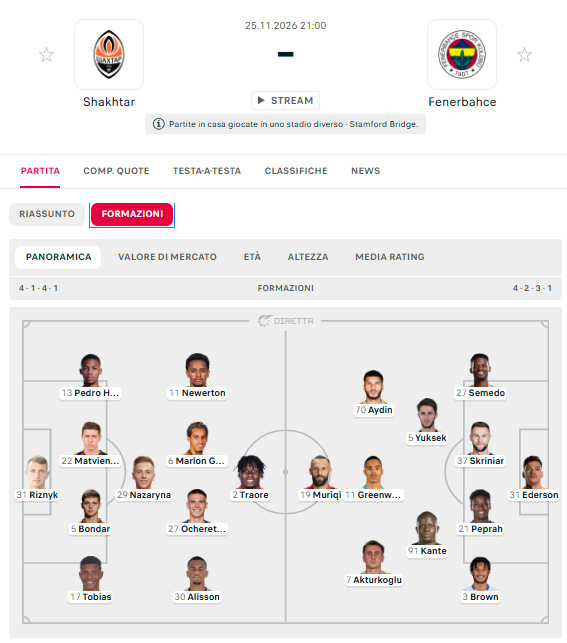 25.11.2026 21:00
-
Shakhtar
STREAM
Fenerbahce
Partite in casa giocate in uno stadio diverso · Stamford Bridge.
PARTITA COMP. QUOTE TESTA-A-TESTA CLASSIFICHE NEWS
RIASSUNTO FORMAZIONI
PANORAMICA VALORE DI MERCATO ETÀ ALTEZZA MEDIA RATING
4 · 1 · 4 · 1 FORMAZIONI 4 · 2 · 3 · 1
DIRETTA
13 Pedro H... 11 Newerton 27 Semedo
70 Aydin
5 Yuksek
22 Matvien... 6 Marlon G... 37 Skriniar
31 Riznyk 29 Nazaryna 2 Traore 19 Muriqi 11 Greenw... 31 Ederson
5 Bondar 27 Ocheret... 21 Peprah
91 Kante
7 Akturkoglu
17 Tobias 30 Alisson 3 Brown